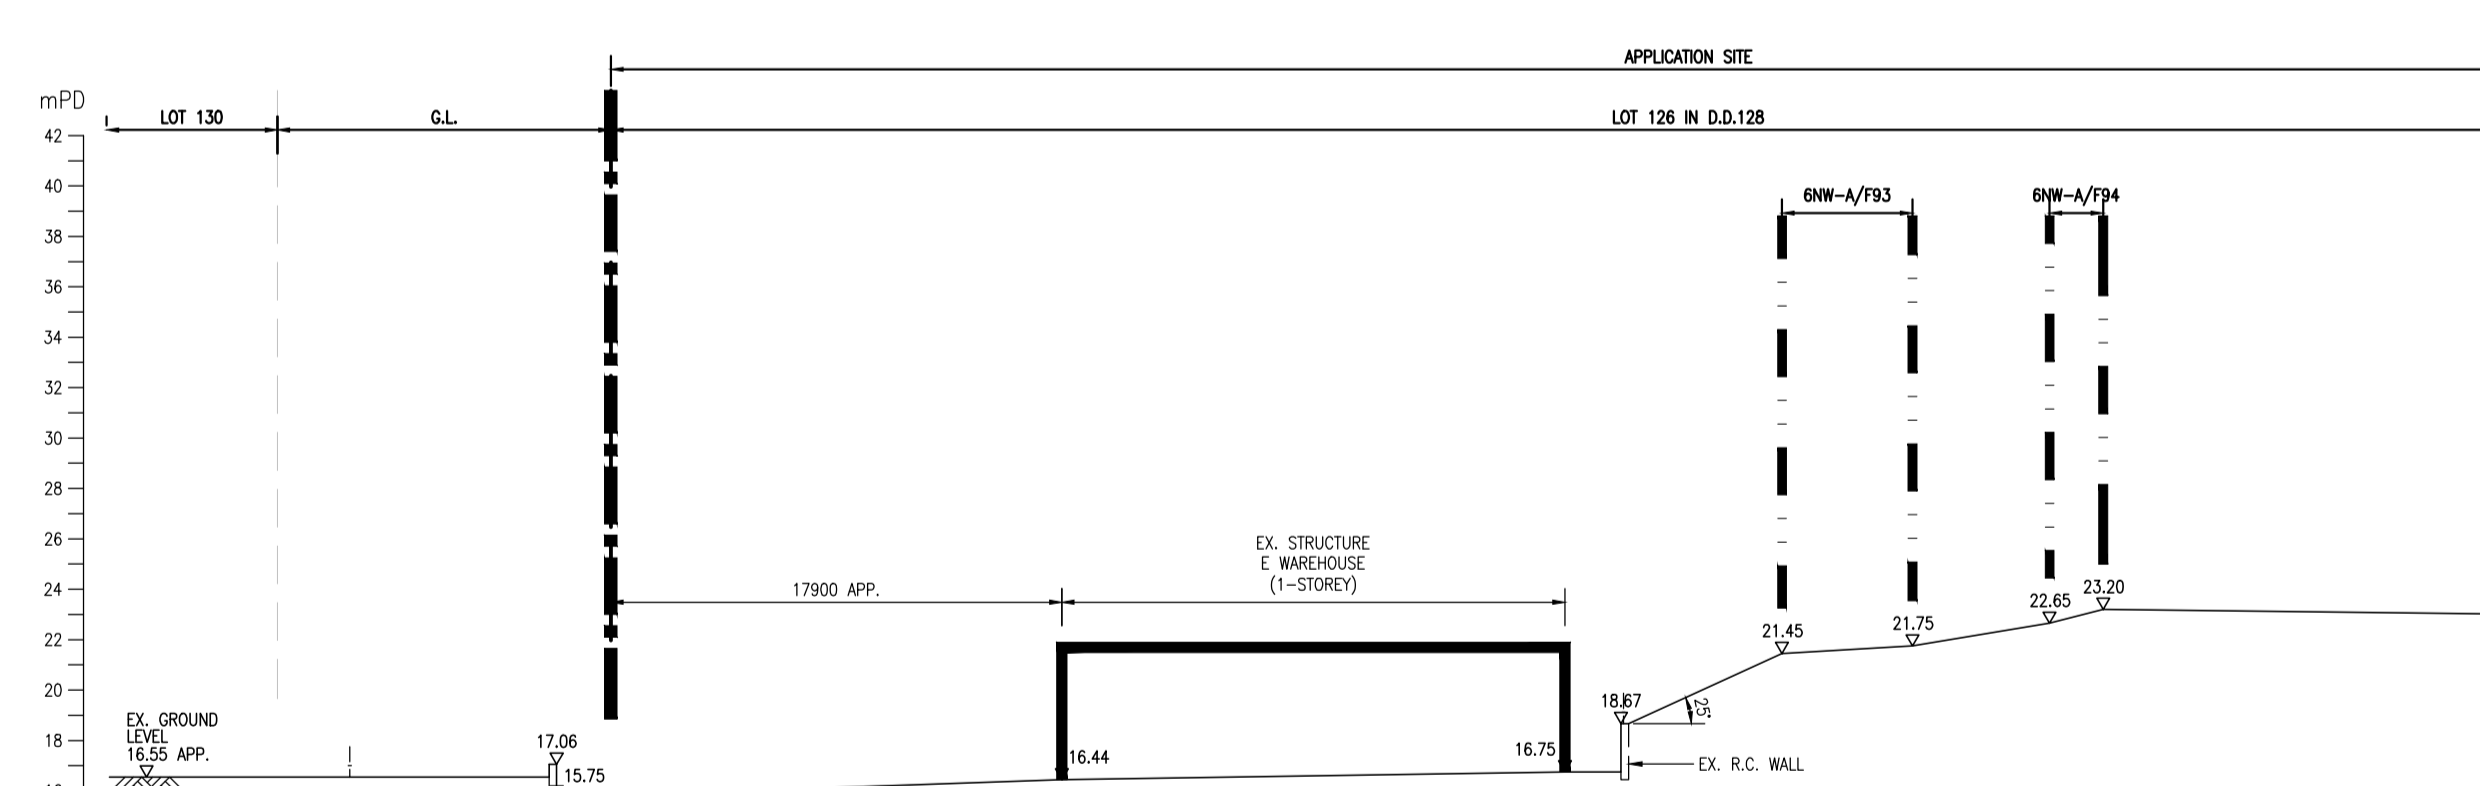 APPLICATION SITE
mPD
LOT 130
G.L.
LOT 126 IN D.D.128
42
40
38
36
34
32
30
28
26
24
22
20
18
6NW-A/F93
6NW-A/F94
EX. STRUCTURE
E WAREHOUSE
(1-STOREY)
17900 APP.
23.20
22.65
21.75
21.45
18.67
25°
EX. GROUND
LEVEL
16.55 APP.
17.06
15.75
16.44
16.75
EX. R.C. WALL